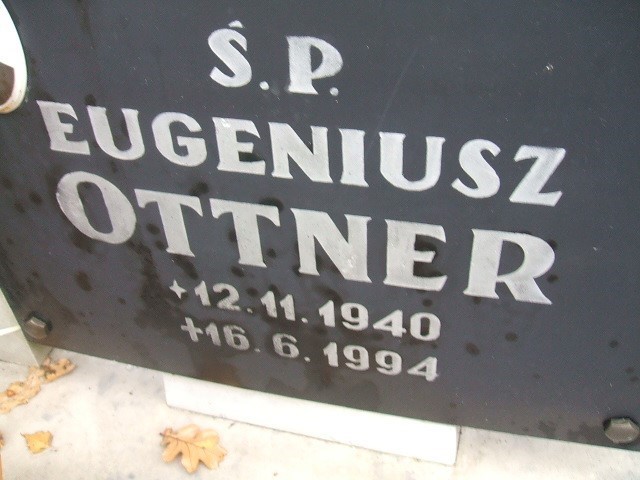 Ś.P.
EUGENIUSZ
OTTNER
+12.11.1940
+16.6.1994